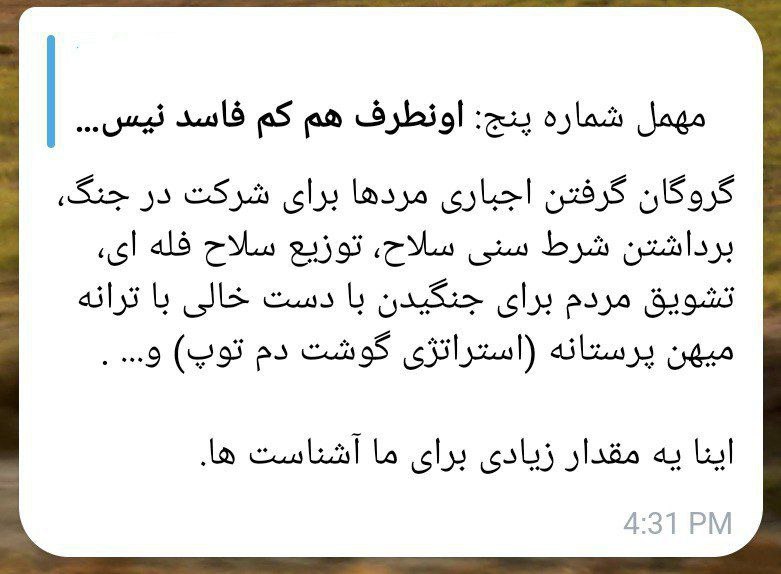 مهمل شماره پنج: اونطرف هم کم فاسد نیس...
گروگان گرفتن اجباری مردها برای شرکت در جنگ،
برداشتن شرط سنی سلاح، توزیع سلاح فله ای،
تشویق مردم برای جنگیدن با دست خالی با ترانه
میهن پرستانه (استراتژی گوشت دم توپ) و... .
اینا یه مقدار زیادی برای ما آشناست ها.
4:31 PM